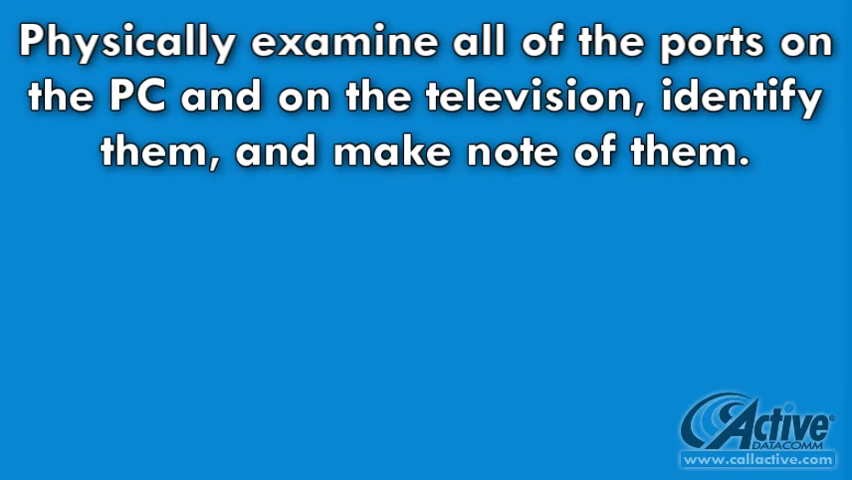 Physically examine all of the ports on
the PC and on the television, identify
them, and make note of them.
Active®
DATACOMM
www.callactive.com